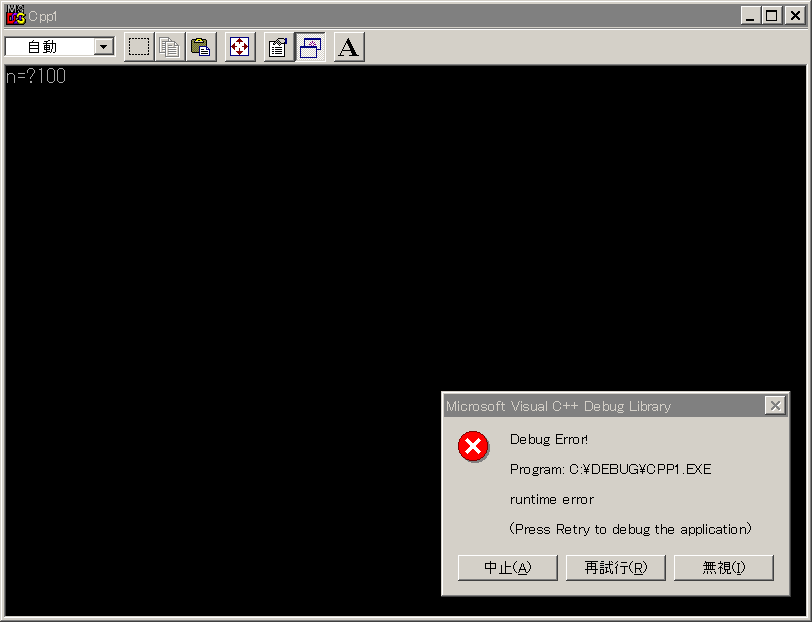 Cpp1
自動
A
n=?100
Microsoft Visual C++ Debug Library
Debug Error!
Program: C:¥DEBUG¥CPP1.EXE
runtime error
(Press Retry to debug the application)
中止(A) 再試行(R) 無視(I)